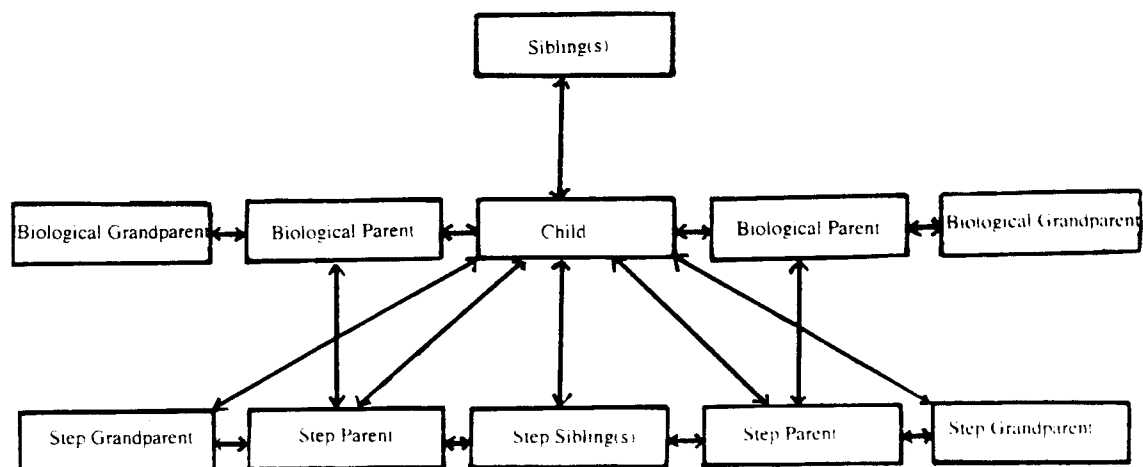 Sibling(s)
Biological Grandparent
Biological Parent
Child
Biological Parent
Biological Grandparent
Step Grandparent
Step Parent
Step Sibling(s)
Step Parent
Step Grandparent